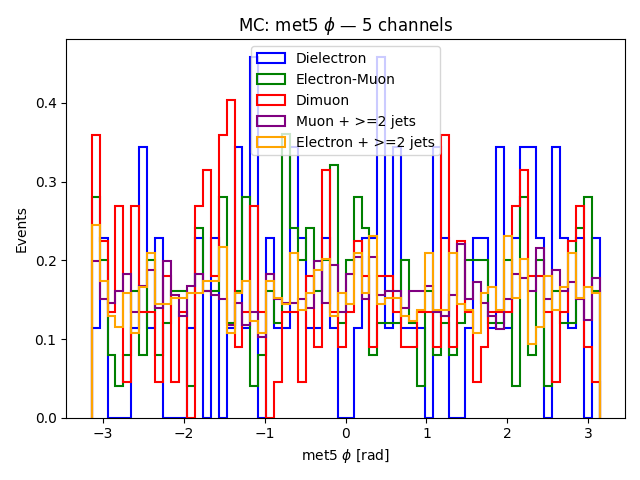 MC: met5 ϕ — 5 channels
Dielectron
Electron-Muon
Dimuon
Muon + >=2 jets
Electron + >=2 jets
Events
0.4
0.3
0.2
0.1
0.0
−3 −2 −1 0 1 2 3
met5 ϕ [rad]